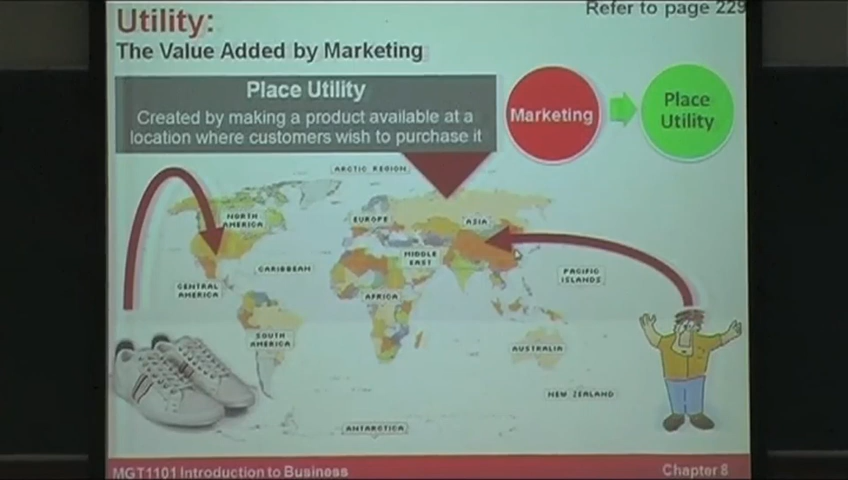 Refer to page 229
Utility:
The Value Added by Marketing
Place Utility
Created by making a product available at a
location where customers wish to purchase it
Marketing
Place
Utility
ARCTIC REGION
NORTH
AMERICA
EUROPE
ASIA
MIDDLE
EAST
CARIBBEAN
PACIFIC
ISLANDS
CENTRAL
AMERICA
AFRICA
SOUTH
AMERICA
AUSTRALIA
NEW ZEALAND
ANTARCTICA
MGT1101 Introduction to Business
Chapter 8